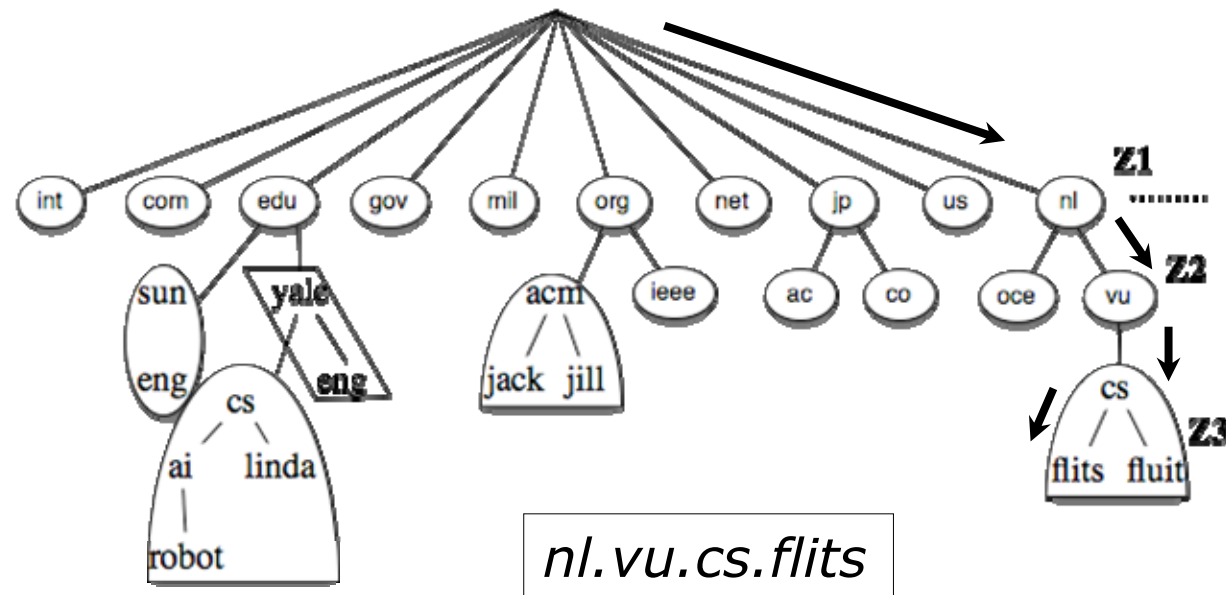 Z1
int com edu gov mil org net jp us nl
Z2
sun yale acm ieee ac co oce vu
eng eng jack jill cs
cs Z3
ai linda flits fluit
robot
nl.vu.cs.flits